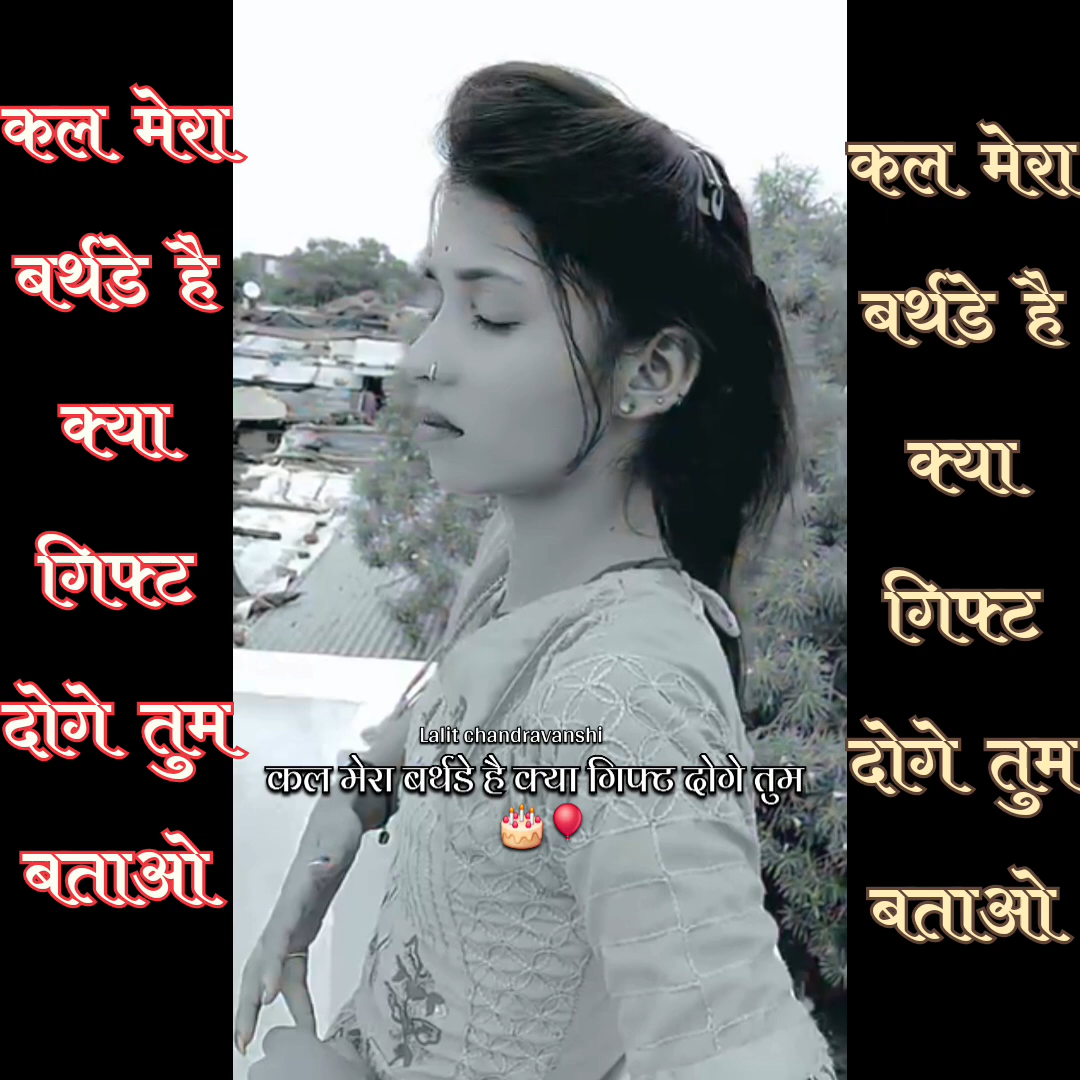 कल मेरा
बर्थडे है
क्या
गिफ्ट
दोगे तुम
बताओ
Lalit chandravanshi
कल मेरा बर्थडे है क्या गिफ्ट दोगे तुम
🎂🎈
कल मेरा
बर्थडे है
क्या
गिफ्ट
दोगे तुम
बताओ